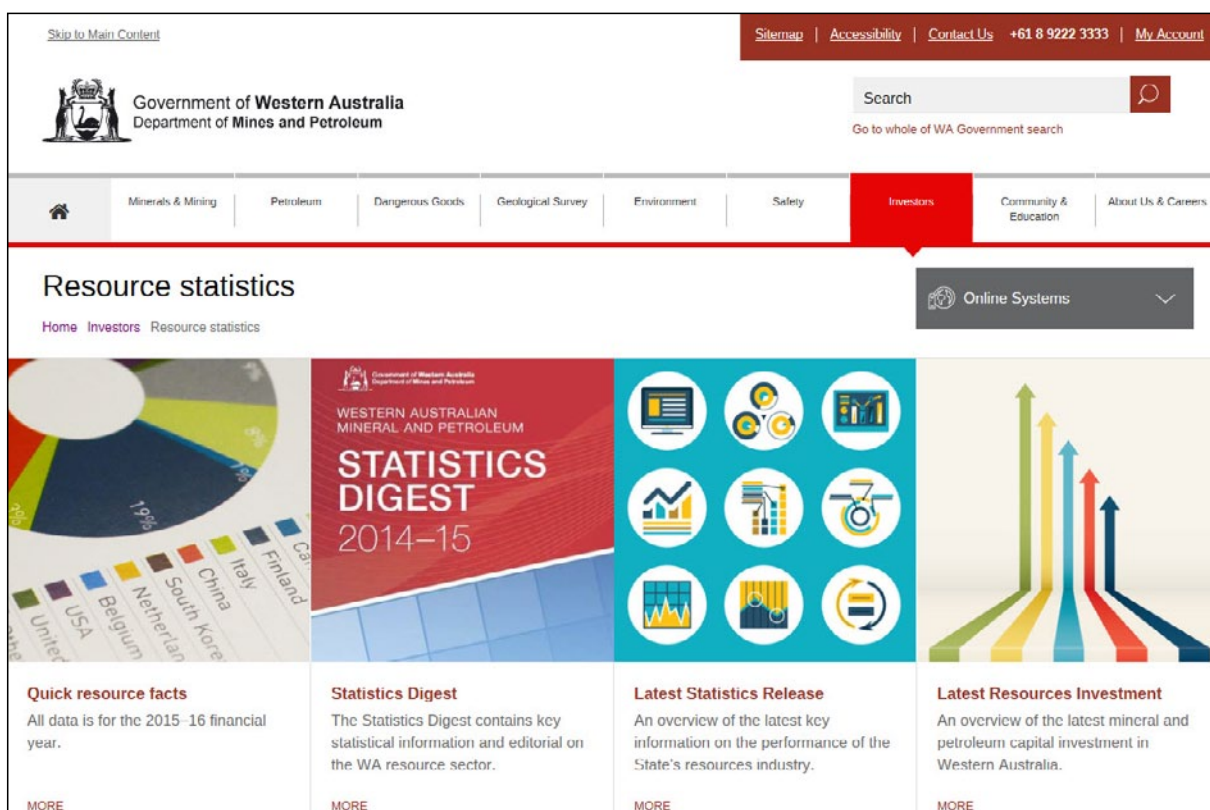 Skip to Main Content
Sitemap | Accessibility | Contact Us +61 8 9222 3333 | My Account
Government of Western Australia
Department of Mines and Petroleum
Search
Go to whole of WA Government search
Minerals & Mining
Petroleum
Dangerous Goods
Geological Survey
Environment
Safety
Investors
Community &
Education
About Us & Careers
Resource statistics
Online Systems
Home Investors Resource statistics
19%
7%
8%
Finland
Italy
China
South Kore
Netherlan
Belgium
USA
United
Government of Western Australia
Department of Mines and Petroleum
WESTERN AUSTRALIAN
MINERAL AND PETROLEUM
STATISTICS
DIGEST
2014–15
Quick resource facts
All data is for the 2015–16 financial
year.
MORE
Statistics Digest
The Statistics Digest contains key
statistical information and editorial on
the WA resource sector.
MORE
Latest Statistics Release
An overview of the latest key
information on the performance of the
State's resources industry.
MORE
Latest Resources Investment
An overview of the latest mineral and
petroleum capital investment in
Western Australia.
MORE